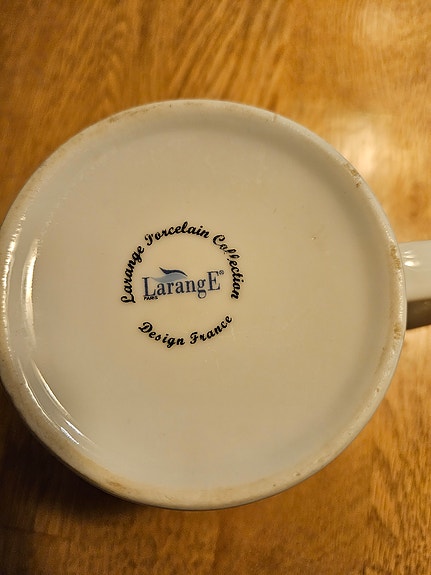 Larange Porcelain Collection
LarangE®
PARIS
Design France